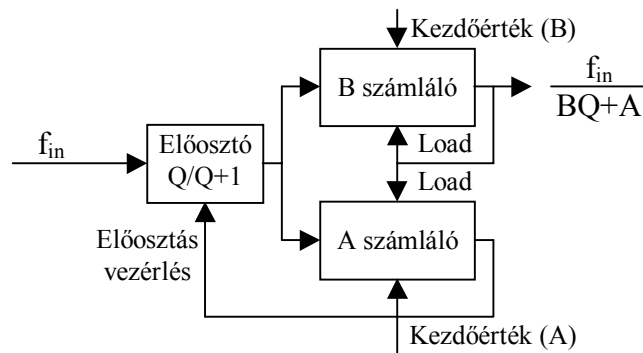 Kezdőérték (B)
B számláló
f_in
BQ+A
Load
f_in
Előosztó
Q/Q+1
Load
Előosztás
vezérlés
A számláló
Kezdőérték (A)